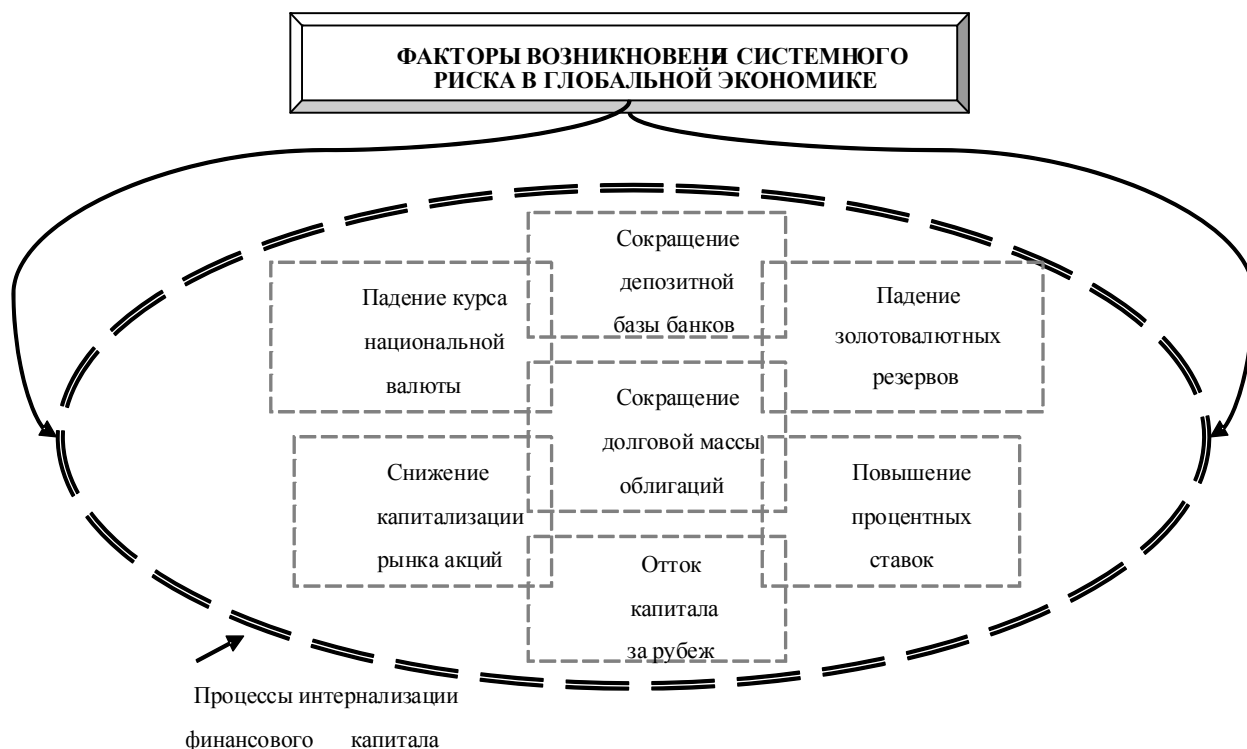 ФАКТОРЫ ВОЗНИКНОВЕНЯ СИСТЕМНОГО
РИСКА В ГЛОБАЛЬНОЙ ЭКОНОМИКЕ
Сокращение
депозитной
базы банков
Падение курса
национальной
валюты
Падение
золотовалютных
резервов
Сокращение
долговой массы
облигаций
Снижение
капитализации
рынка акций
Повышение
процентных
ставок
Отток
капитала
за рубеж
Процессы интернализации
финансового капитала